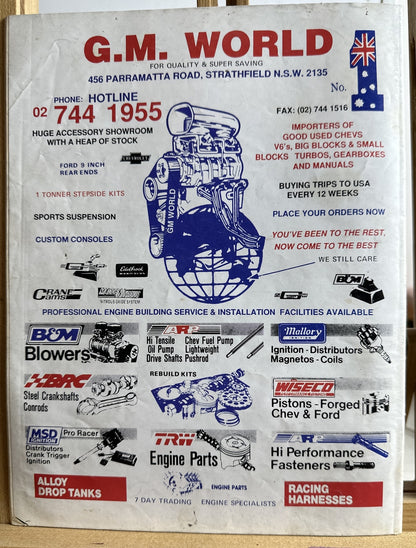 G.M. WORLD
FOR QUALITY & SUPER SAVING
456 PARRAMATTA ROAD, STRATHFIELD N.S.W. 2135
No. 1
PHONE: HOTLINE
02 744 1955
FAX: (02) 744 1516
HUGE ACCESSORY SHOWROOM
WITH A HEAP OF STOCK
CHEVROLET
IMPORTERS OF
GOOD USED CHEVS
V6's, BIG BLOCKS & SMALL
BLOCKS TURBOS, GEARBOXES
AND MANUALS
FORD 9 INCH
REAR ENDS
1 TONNER STEPSIDE KITS
BUYING TRIPS TO USA
EVERY 12 WEEKS
SPORTS SUSPENSION
PLACE YOUR ORDERS NOW
GM WORLD
CUSTOM CONSOLES
YOU'VE BEEN TO THE REST,
NOW COME TO THE BEST
WE STILL CARE
Edelbrock
B&M
CRANE
Cams
NITROUS OXIDE SYSTEM
PROFESSIONAL ENGINE BUILDING SERVICE & INSTALLATION FACILITIES AVAILABLE
B&M
Blowers
Hi Tensile
Oil Pump
Drive Shafts
Chev Fuel Pump
Lightweight
Pushrod
Mallory
IGNITION
Ignition - Distributors
Magnetos - Coils
BRC
Steel Crankshafts
Conrods
REBUILD KITS
WISECO
Pistons - Forged
Chev & Ford
MSD
IGNITION
Pro Racer
Distributors
Crank Trigger
Ignition
TRW
Engine Parts
Hi Performance
Fasteners
ALLOY
DROP TANKS
ENGINE PARTS
7 DAY TRADING ENGINE SPECIALISTS
RACING
HARNESSES